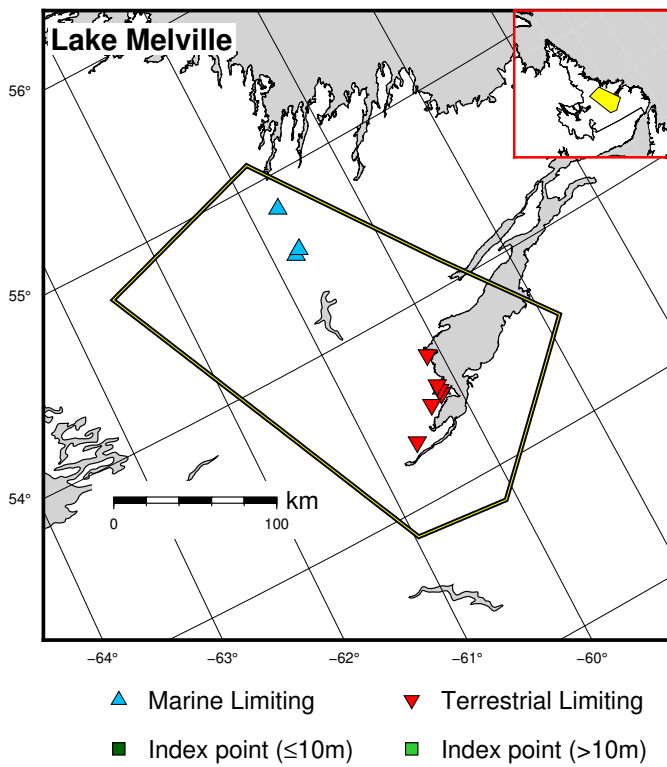 Lake Melville
56°
55°
54°
km
0 100
−64° −63° −62° −61° −60°
Marine Limiting Terrestrial Limiting
Index point (≤10m) Index point (>10m)